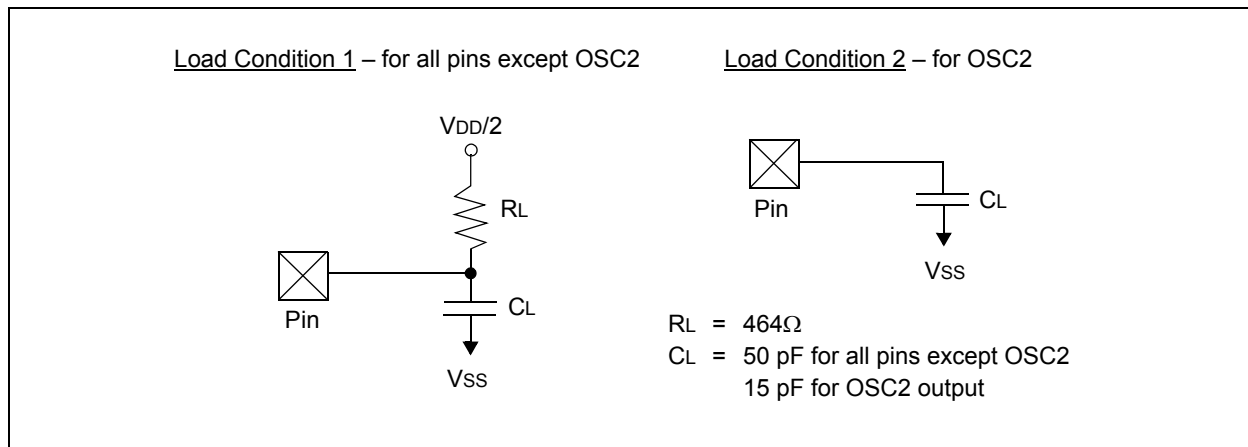 Load Condition 1 – for all pins except OSC2
Load Condition 2 – for OSC2
VDD/2
RL
Pin
CL
VSS
Pin
CL
VSS
RL = 464Ω
CL = 50 pF for all pins except OSC2
15 pF for OSC2 output